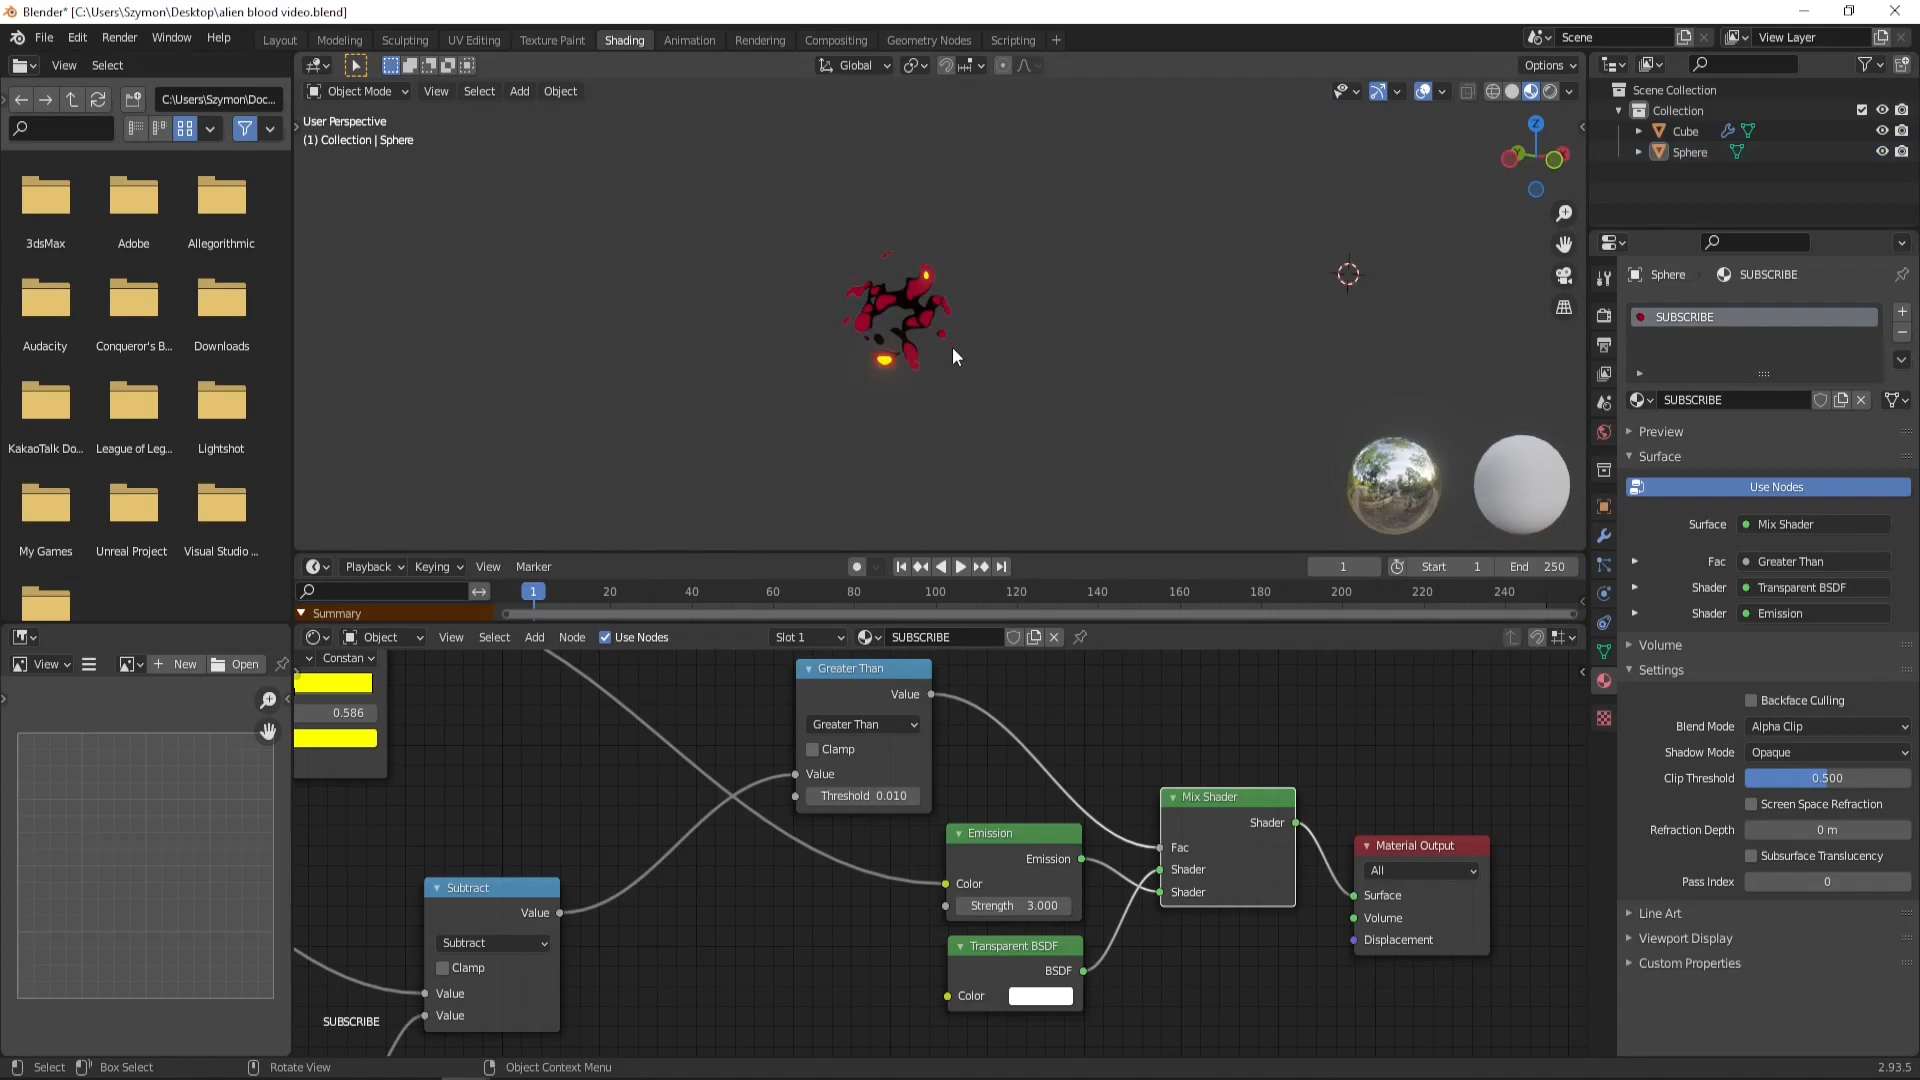 Blender* [C:\Users\Szymon\Desktop\alien blood video.blend]
File Edit Render Window Help
Layout Modeling Sculpting UV Editing Texture Paint Shading Animation Rendering Compositing Geometry Nodes Scripting
Scene
View Layer
View Select
Global
Options
C:\Users\Szymon\Doc...
Object Mode View Select Add Object
User Perspective
(1) Collection | Sphere
Z
Scene Collection
Collection
Cube
Sphere
3dsMax Adobe Allegorithmic
Audacity Conqueror's B... Downloads
KakaoTalk Do... League of Leg... Lightshot
My Games Unreal Project Visual Studio ...
Sphere SUBSCRIBE
SUBSCRIBE
SUBSCRIBE
Preview
Surface
Use Nodes
Surface Mix Shader
Fac Greater Than
Shader Transparent BSDF
Shader Emission
Volume
Settings
Backface Culling
Blend Mode Alpha Clip
Shadow Mode Opaque
Clip Threshold 0.500
Screen Space Refraction
Refraction Depth 0 m
Subsurface Translucency
Pass Index 0
Line Art
Viewport Display
Custom Properties
Playback Keying View Marker
1 Start 1 End 250
1 20 40 60 80 100 120 140 160 180 200 220 240
Summary
Object View Select Add Node Use Nodes Slot 1 SUBSCRIBE
View New Open
Constan
0.586
Greater Than
Value
Greater Than
Clamp
Value
Threshold 0.010
Emission
Emission
Color
Strength 3.000
Transparent BSDF
BSDF
Color
Mix Shader
Shader
Fac
Shader
Shader
Material Output
All
Surface
Volume
Displacement
Subtract
Value
Subtract
Clamp
Value
Value
SUBSCRIBE
Select Box Select Rotate View Object Context Menu
2.93.5